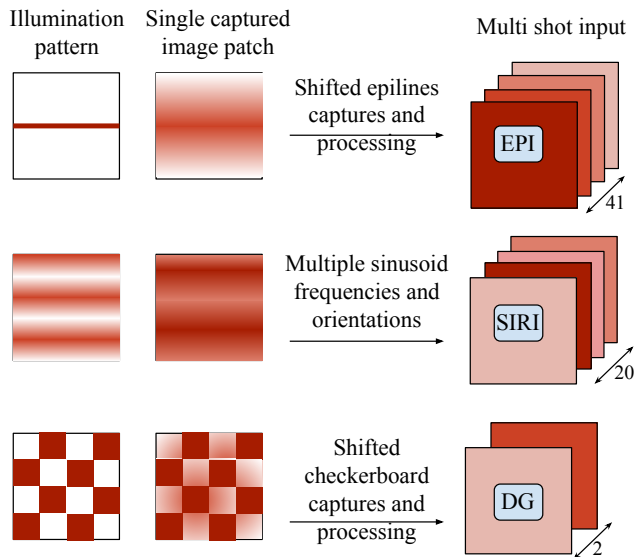 Illumination
pattern
Single captured
image patch
Multi shot input
Shifted epilines
captures and
processing
EPI
41
Multiple sinusoid
frequencies and
orientations
SIRI
20
Shifted
checkerboard
captures and
processing
DG
2